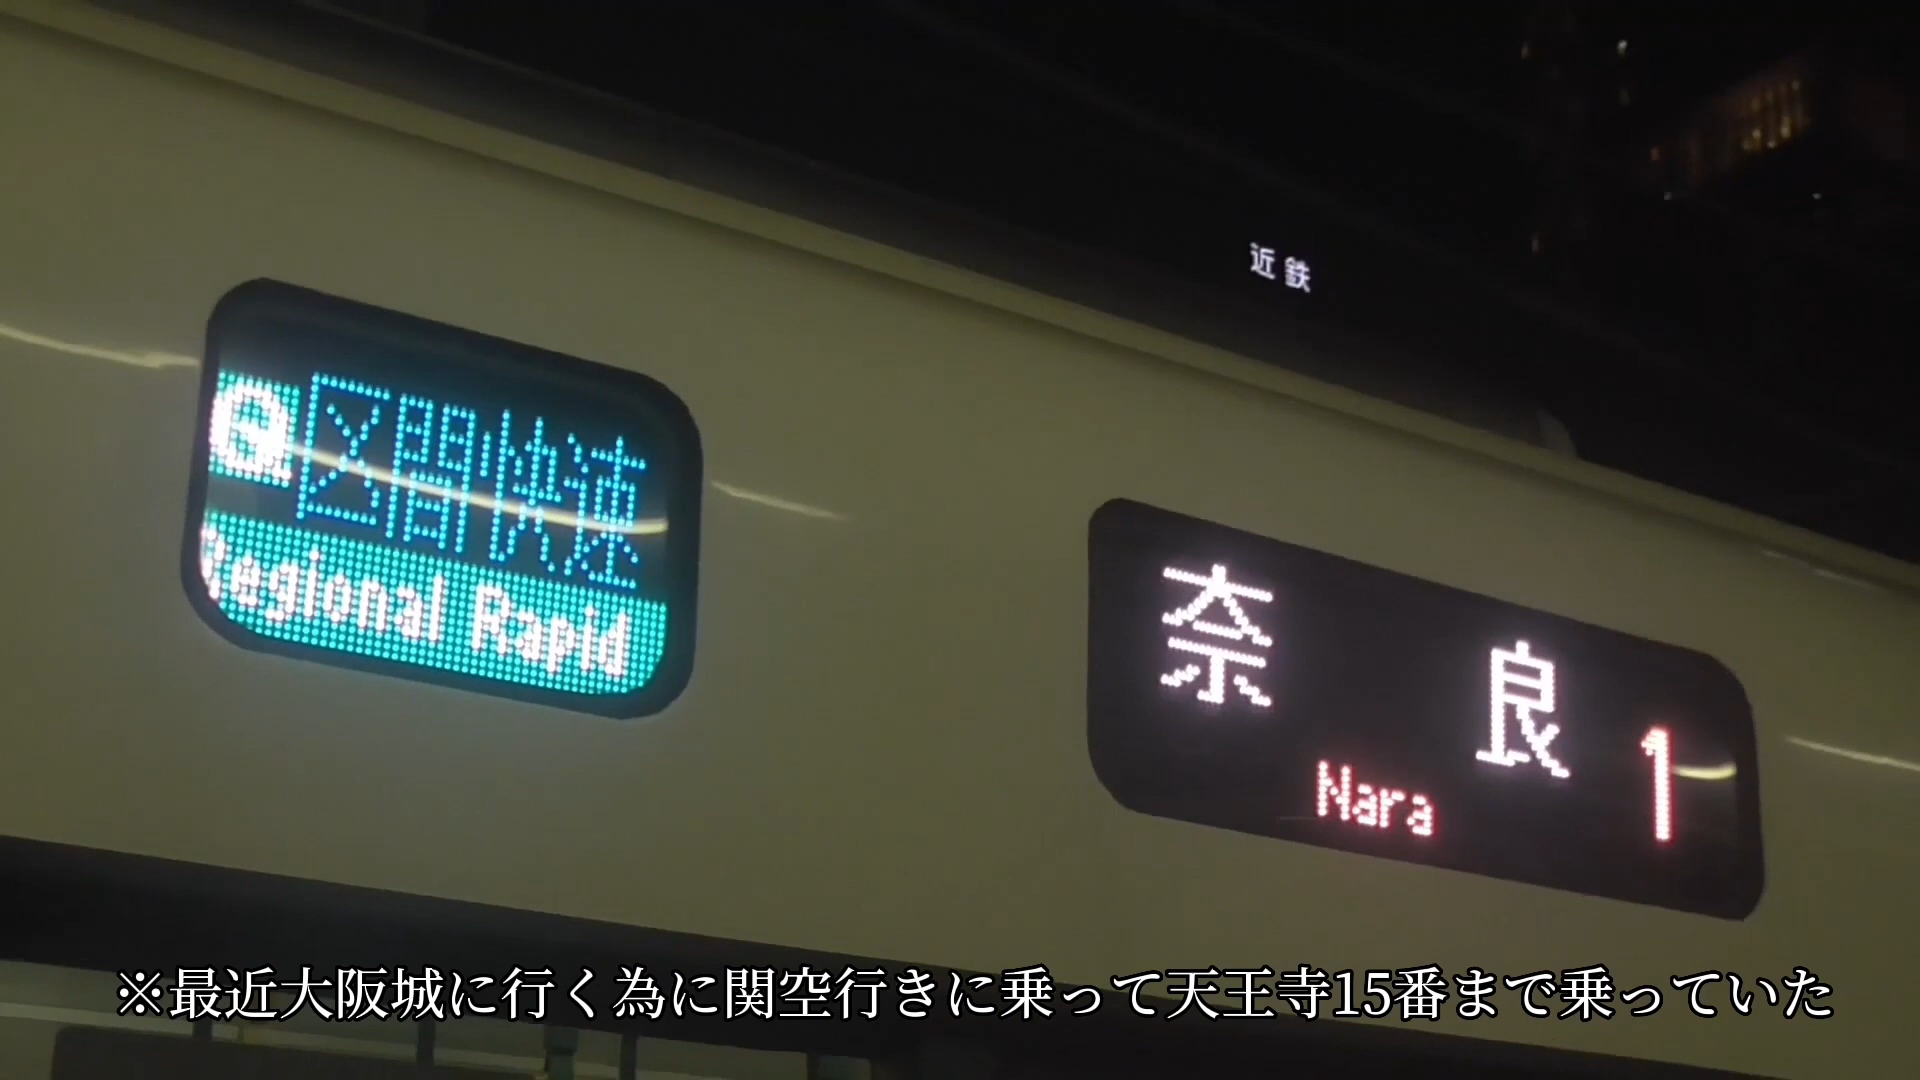 近鉄
区間快速
Regional Rapid
奈良
Nara
1
※最近大阪城に行く為に関空行きに乗って天王寺15番まで乗っていた